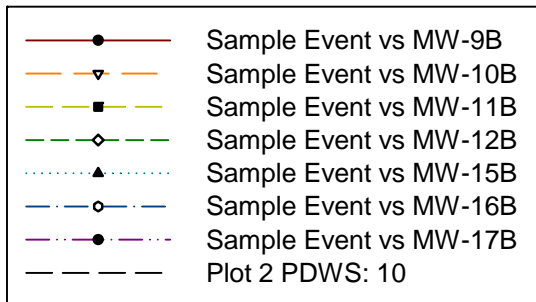 Sample Event vs MW-9B
Sample Event vs MW-10B
Sample Event vs MW-11B
Sample Event vs MW-12B
Sample Event vs MW-15B
Sample Event vs MW-16B
Sample Event vs MW-17B
Plot 2 PDWS: 10